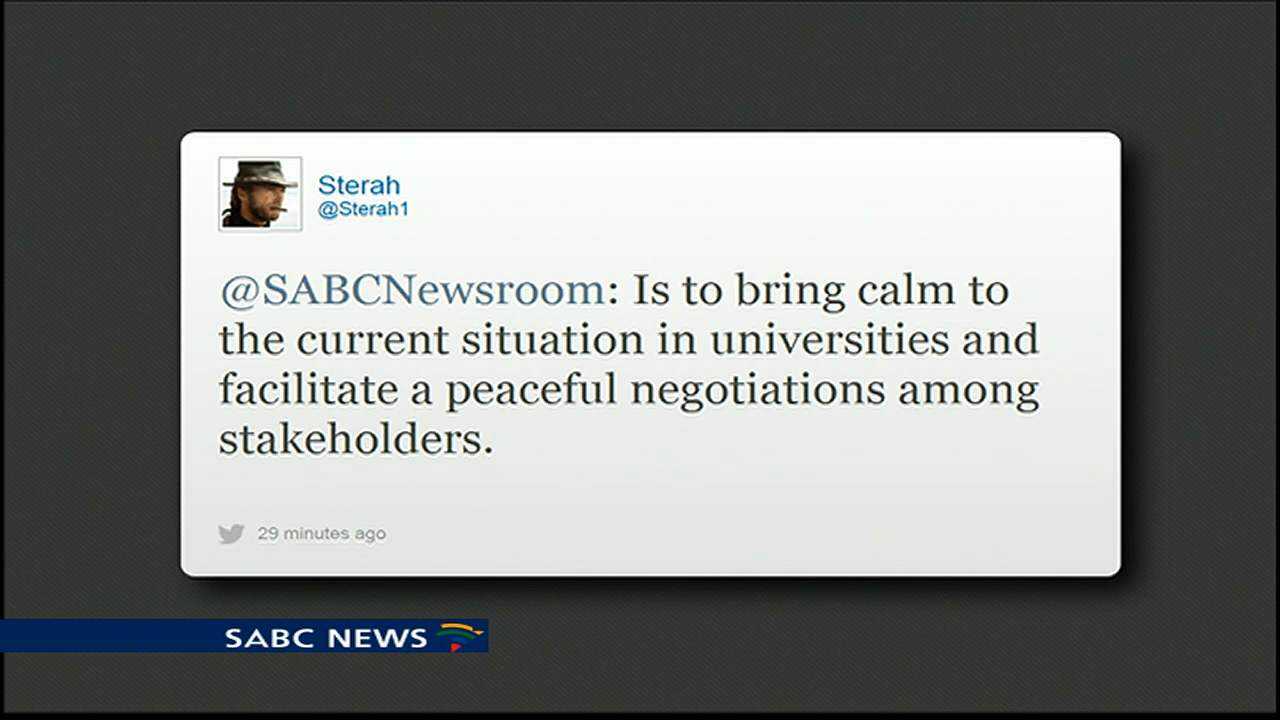 Sterah
@Sterah1
@SABCNewsroom: Is to bring calm to
the current situation in universities and
facilitate a peaceful negotiations among
stakeholders.
29 minutes ago
SABC NEWS